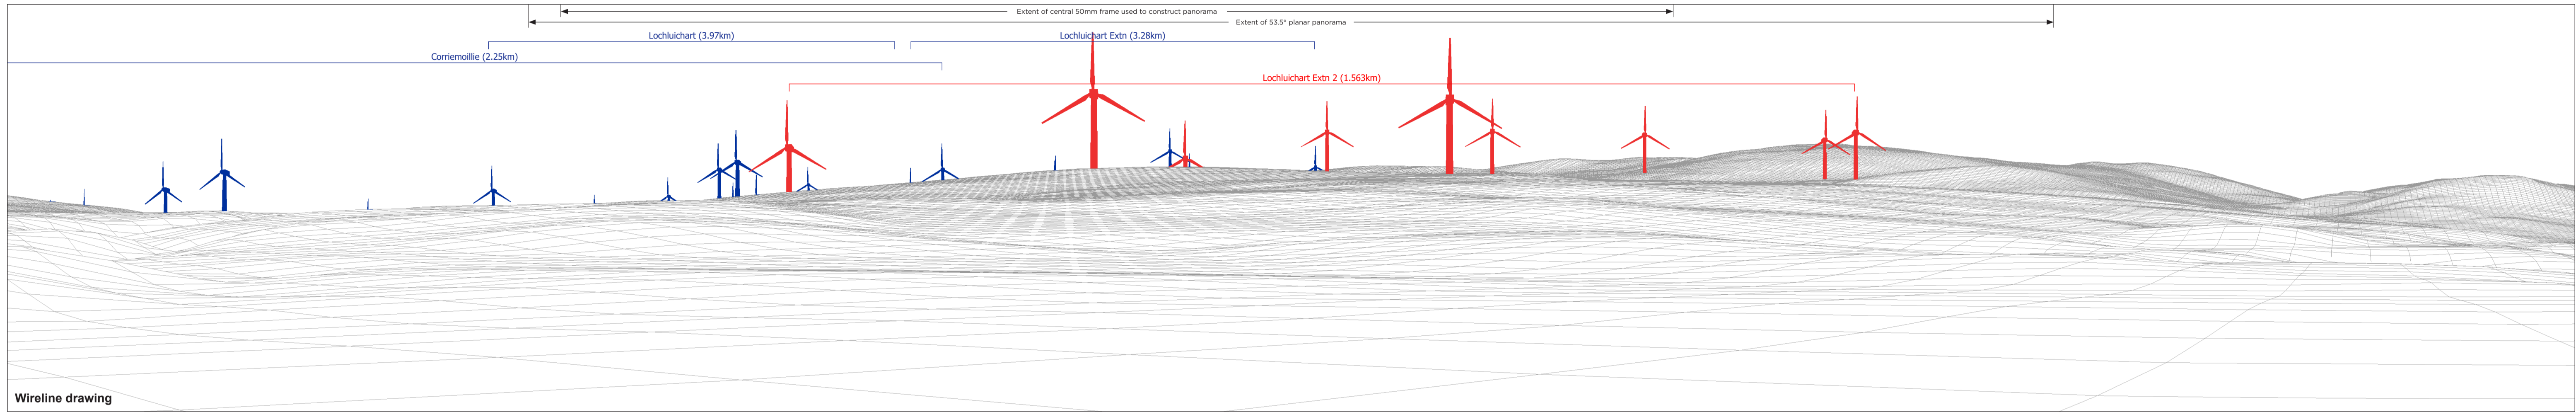 Extent of central 50mm frame used to construct panorama
Extent of 53.5° planar panorama
Lochluichart (3.97km)
Lochluichart Extn (3.28km)
Corriemoillie (2.25km)
Lochluichart Extn 2 (1.563km)
Wireline drawing